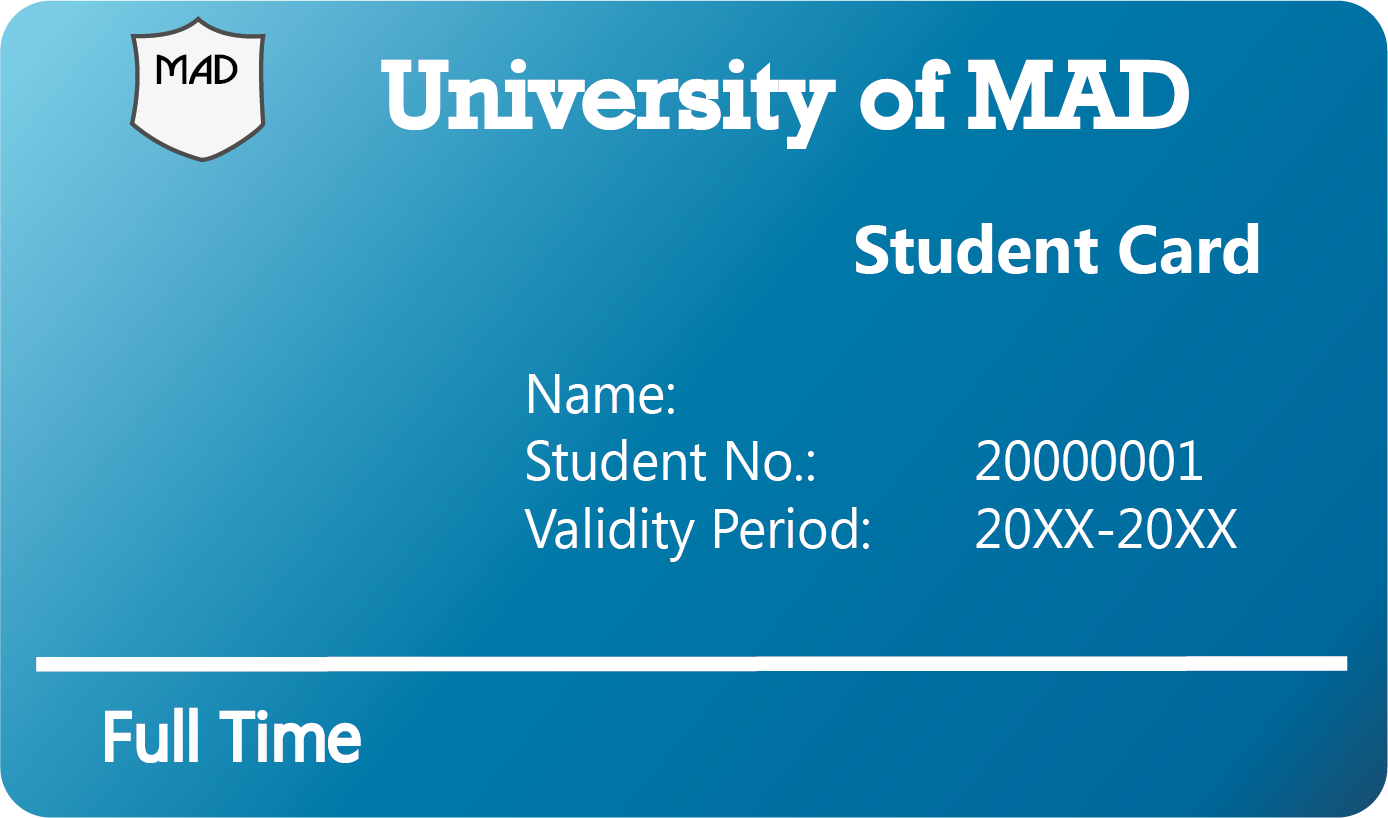 MAD
University of MAD
Student Card
Name:
Student No.: 20000001
Validity Period: 20XX-20XX
Full Time